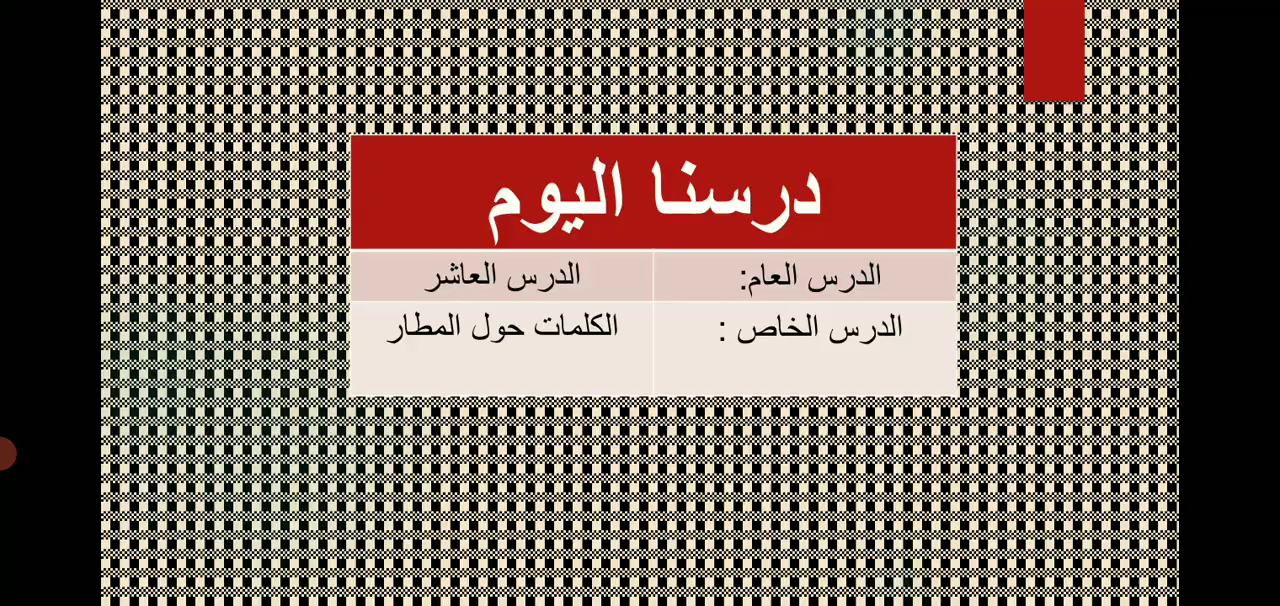 درسنا اليوم
الدرس العام: الدرس العاشر
الدرس الخاص : الكلمات حول المطار